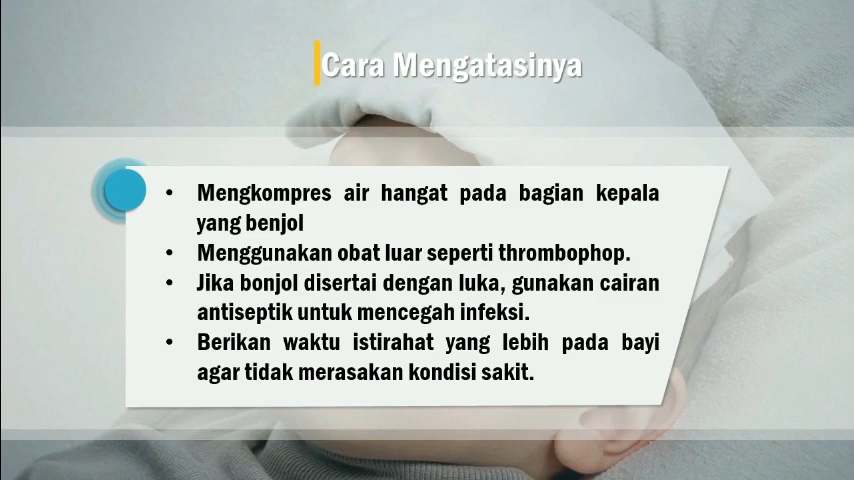 Cara Mengatasinya
• Mengkompres air hangat pada bagian kepala
yang benjol
• Menggunakan obat luar seperti thrombophop.
• Jika bonjol disertai dengan luka, gunakan cairan
antiseptik untuk mencegah infeksi.
• Berikan waktu istirahat yang lebih pada bayi
agar tidak merasakan kondisi sakit.